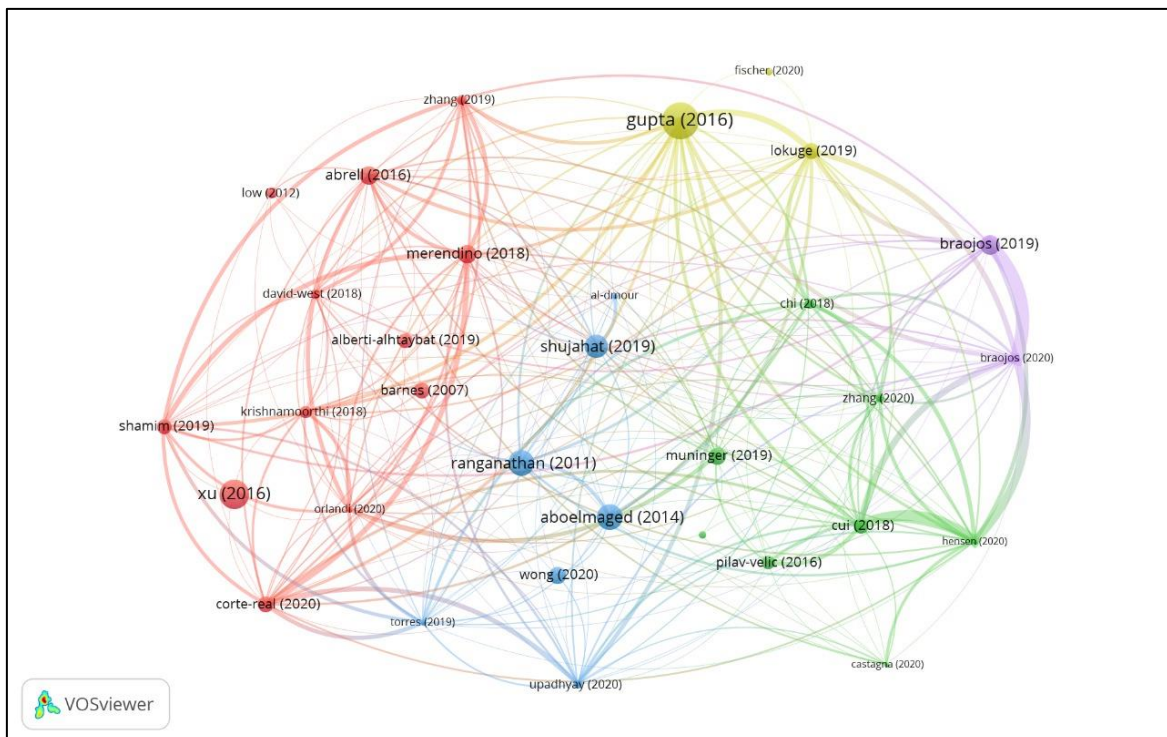 fischer (2020)
zhang (2019)
gupta (2016)
lokuge (2019)
abrell (2016)
low (2012)
braojos (2019)
merendino (2018)
david-west (2018)
al-dmour
chi (2018)
alberti-alhtaybat (2019)
shujahat (2019)
braojos (2020)
barnes (2007)
zhang (2020)
krishnamoorthi (2018)
shamim (2019)
muninger (2019)
ranganathan (2011)
xu (2016)
orlandi (2020)
aboelmaged (2014)
cui (2018)
hensen (2020)
pilav-velic (2016)
wong (2020)
corte-real (2020)
torres (2019)
castagna (2020)
upadhyay (2020)
VOSviewer